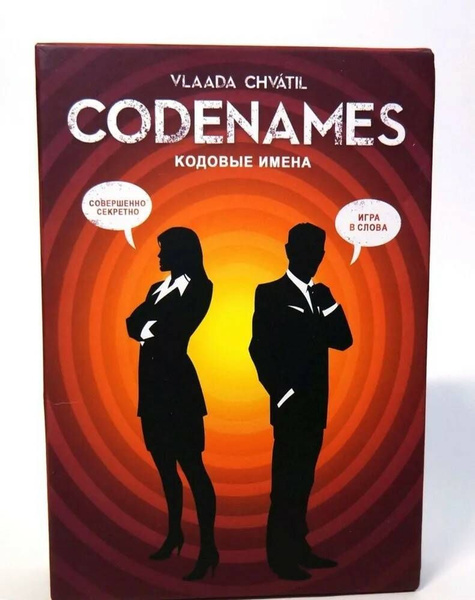 VLAADA CHVÁTIL
CODENAMES
КОДОВЫЕ ИМЕНА
СОВЕРШЕННО
СЕКРЕТНО
ИГРА
В СЛОВА